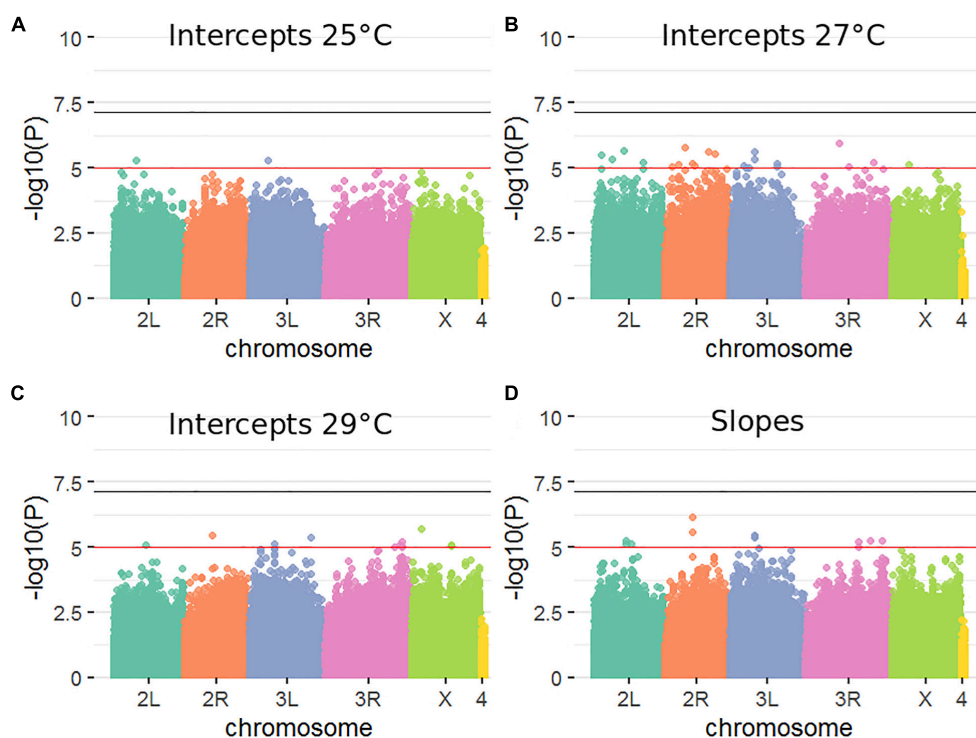 A
Intercepts 25°C
10
7.5
5
2.5
0
-log10(P)
2L 2R 3L 3R X 4
chromosome
B
Intercepts 27°C
10
7.5
5
2.5
0
-log10(P)
2L 2R 3L 3R X 4
chromosome
C
Intercepts 29°C
10
7.5
5
2.5
0
-log10(P)
2L 2R 3L 3R X 4
chromosome
D
Slopes
10
7.5
5
2.5
0
-log10(P)
2L 2R 3L 3R X 4
chromosome